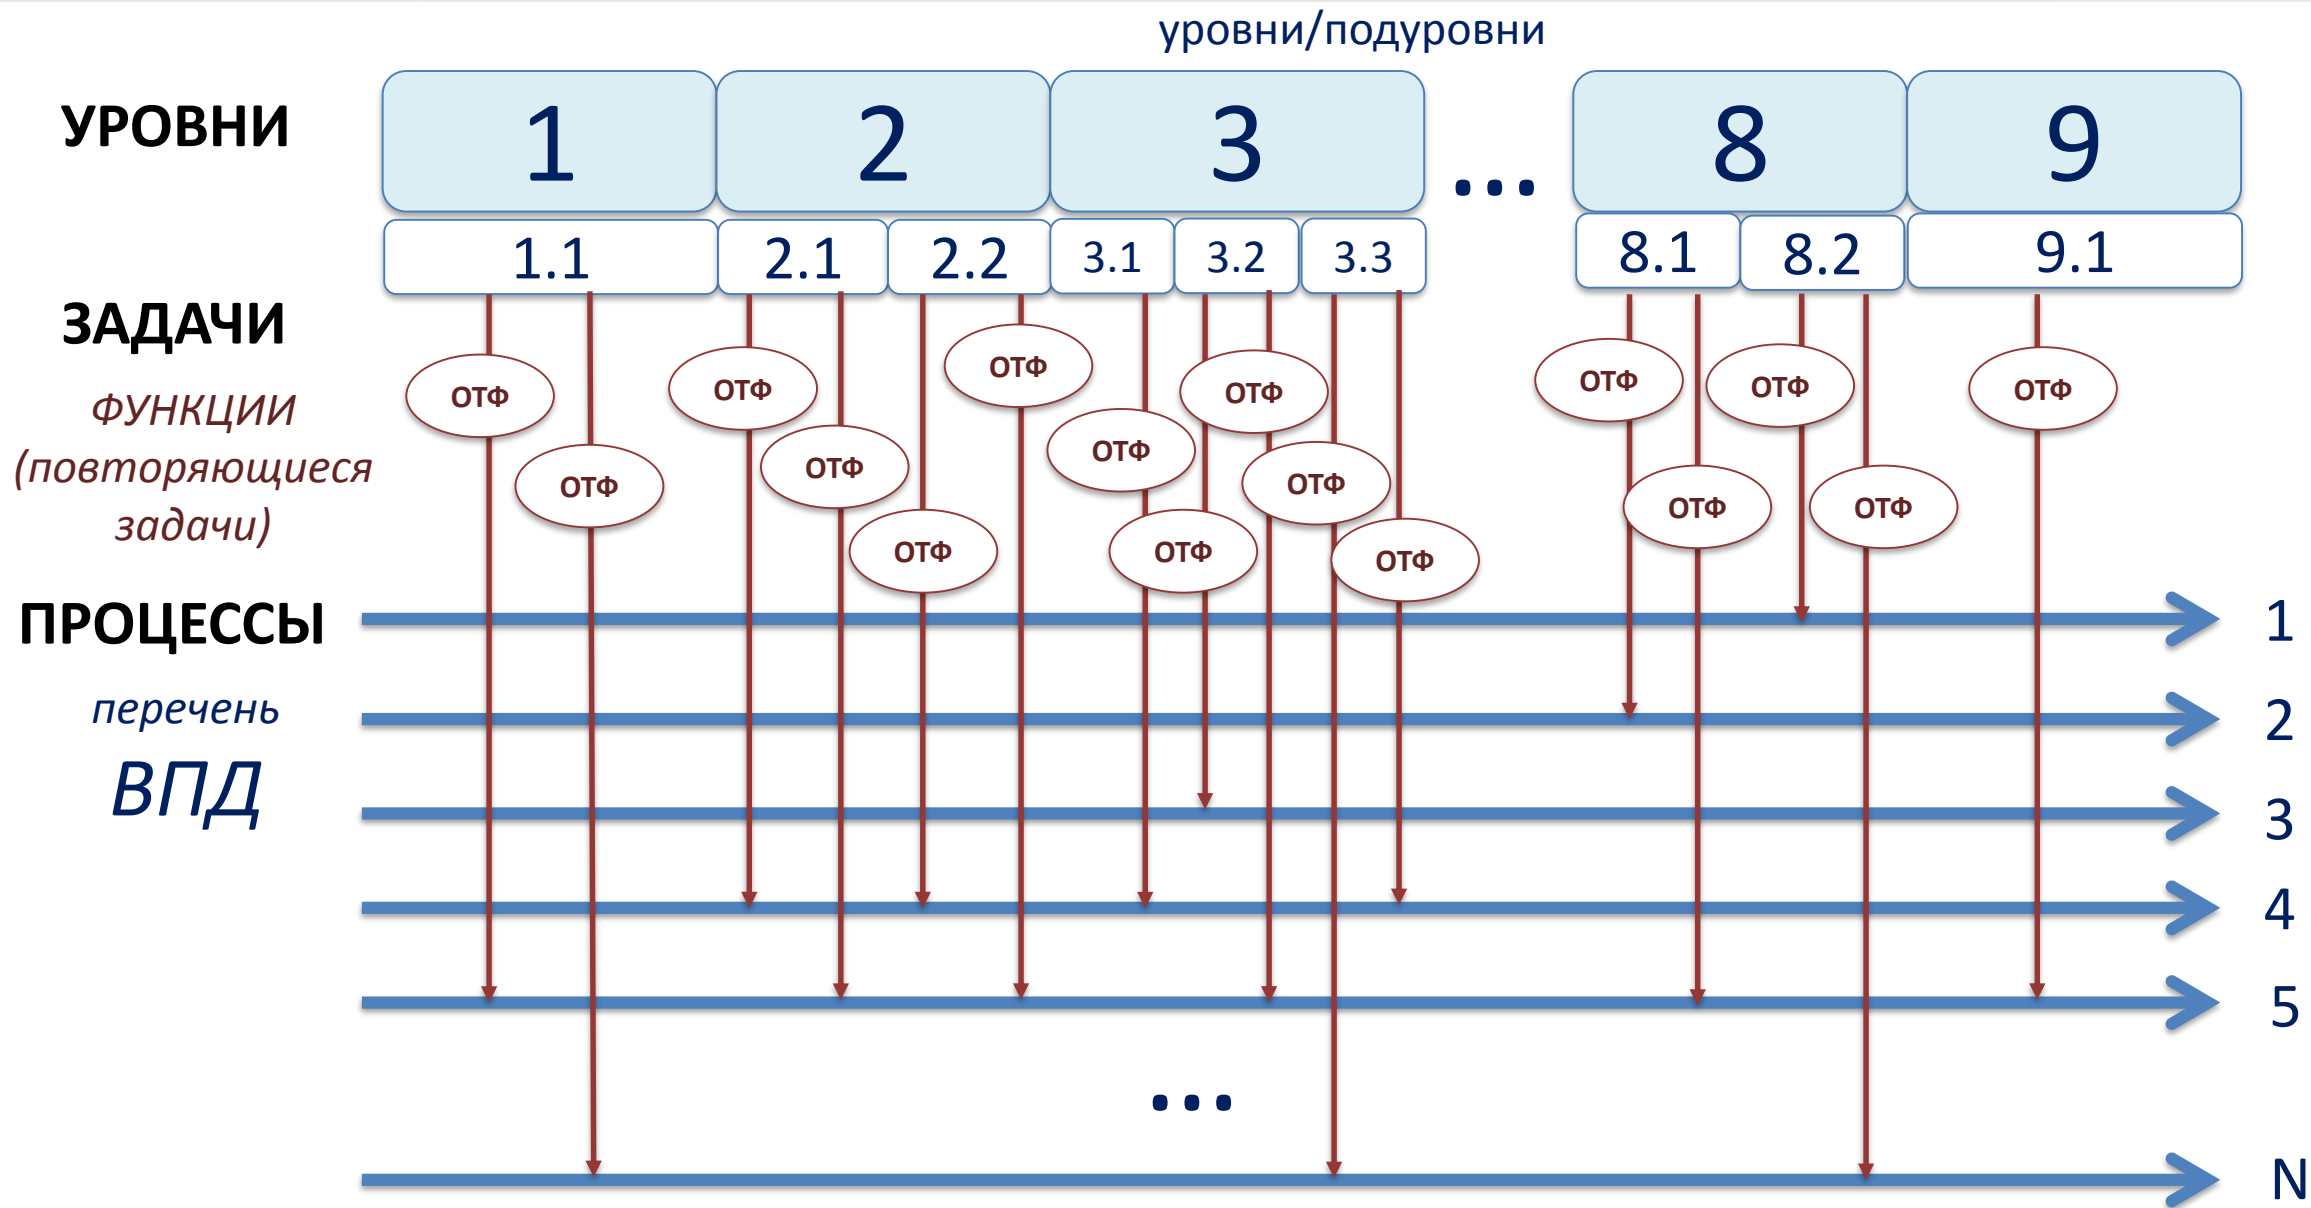 уровни/подуровни
УРОВНИ
1 2 3 ... 8 9
1.1 2.1 2.2 3.1 3.2 3.3 8.1 8.2 9.1
ЗАДАЧИ
ФУНКЦИИ
(повторяющиеся
задачи)
ОТФ ОТФ ОТФ ОТФ ОТФ ОТФ ОТФ
ОТФ ОТФ ОТФ ОТФ ОТФ ОТФ
ОТФ ОТФ ОТФ
ПРОЦЕССЫ
1
перечень
2
ВПД
3
4
5
...
N